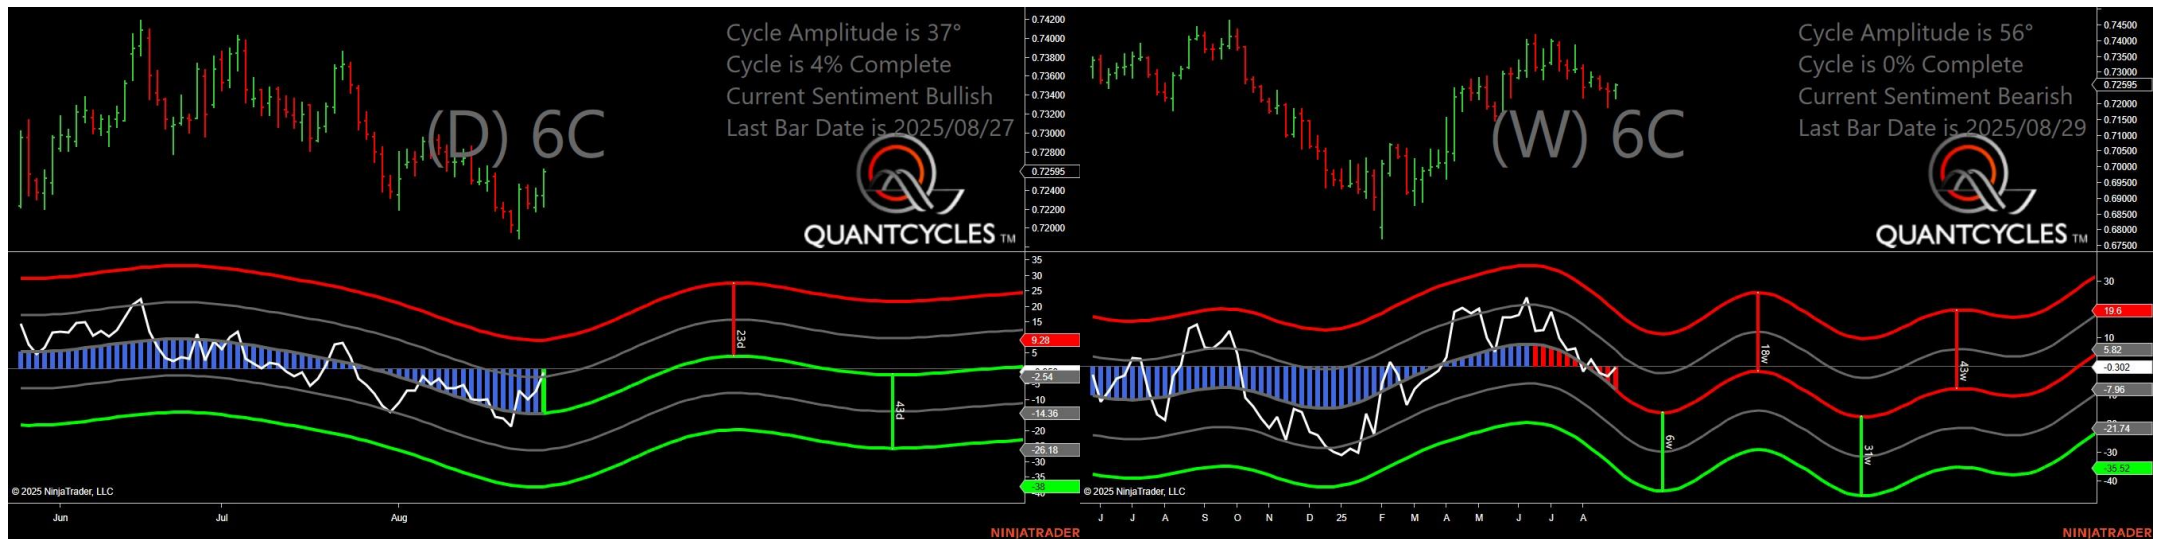 Cycle Amplitude is 37°
Cycle is 4% Complete
Current Sentiment Bullish
Last Bar Date is 2025/08/27
(D) 6C
QUANTCYCLES TM
0.74200
0.74000
0.73800
0.73600
0.73400
0.73200
0.73000
0.72800
0.72595
0.72400
0.72200
0.72000
35
30
25
20
15
9.28
5
-2.54
-10
-14.36
-20
-26.18
-30
-35
-38
23d
43d
© 2025 NinjaTrader, LLC
Jun Jul Aug
NINJATRADER
Cycle Amplitude is 56°
Cycle is 0% Complete
Current Sentiment Bearish
Last Bar Date is 2025/08/29
(W) 6C
QUANTCYCLES TM
0.74500
0.74000
0.73500
0.73000
0.72595
0.72000
0.71500
0.71000
0.70500
0.70000
0.69500
0.69000
0.68500
0.68000
0.67500
30
19.6
10
5.82
-0.302
-7.96
-21.74
-30
-35.52
-40
6w
18w
31w
43w
© 2025 NinjaTrader, LLC
J J A S O N D 25 F M A M J J A
NINJATRADER